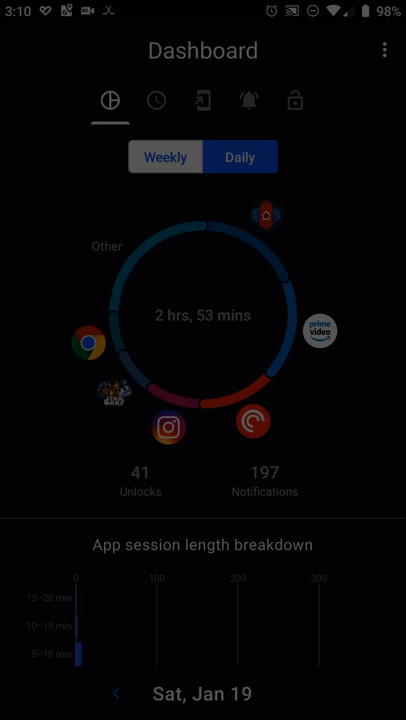 3:10 98%
Dashboard
Weekly Daily
Other
prime video
2 hrs, 53 mins
STAR WARS
41 197
Unlocks Notifications
App session length breakdown
0 100 200 300
15–20 min
10–15 min
5–10 min
Sat, Jan 19